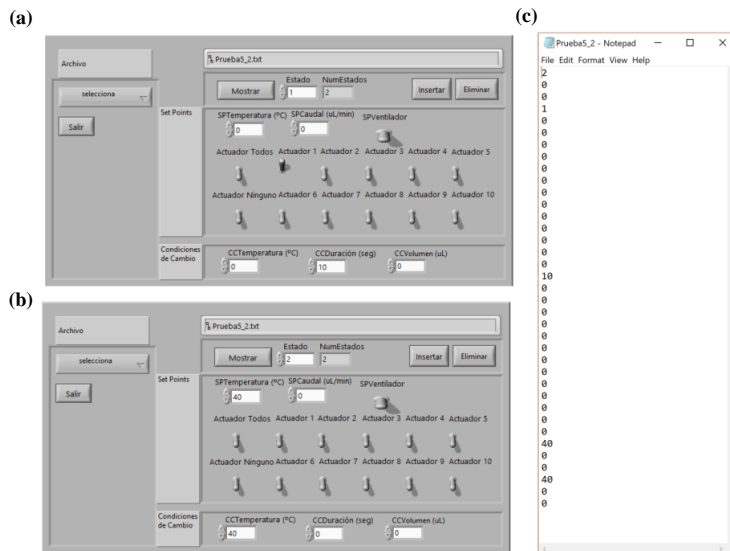 (a)
Archivo
selecciona
Salir
Prueba5_2.txt
Mostrar
Estado
1
NumEstados
2
Insertar
Eliminar
Set Points
SPTemperatura (ºC) SPCaudal (uL/min) SPVentilador
0
0
Actuador Todos Actuador 1 Actuador 2 Actuador 3 Actuador 4 Actuador 5
Actuador Ninguno Actuador 6 Actuador 7 Actuador 8 Actuador 9 Actuador 10
Condiciones
de Cambio
CCTemperatura (ºC) CCDuración (seg) CCVolumen (uL)
0
10
0
(b)
Archivo
selecciona
Salir
Prueba5_2.txt
Mostrar
Estado
2
NumEstados
2
Insertar
Eliminar
Set Points
SPTemperatura (ºC) SPCaudal (uL/min) SPVentilador
40
0
Actuador Todos Actuador 1 Actuador 2 Actuador 3 Actuador 4 Actuador 5
Actuador Ninguno Actuador 6 Actuador 7 Actuador 8 Actuador 9 Actuador 10
Condiciones
de Cambio
CCTemperatura (ºC) CCDuración (seg) CCVolumen (uL)
40
0
0
(c)
Prueba5_2 - Notepad
File Edit Format View Help
2
0
0
1
0
0
0
0
0
0
0
0
0
0
0
0
0
10
0
0
0
0
0
0
0
0
0
0
0
0
0
40
0
0
40
0
0